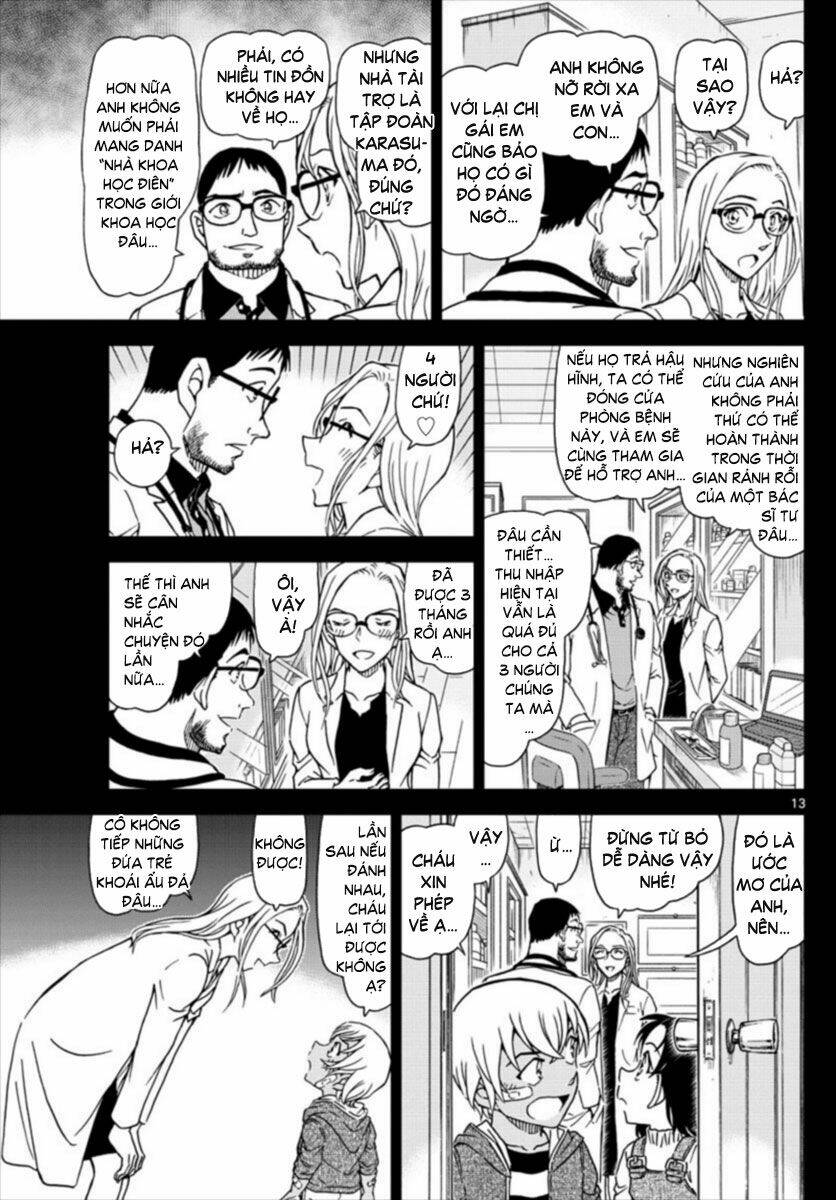 HẢ?
TẠI
SAO
VẬY?
ANH KHÔNG
NỠ RỜI XA
EM VÀ
CON...
VỚI LẠI CHỊ
GÁI EM
CŨNG BẢO
HỌ CÓ GÌ
ĐÓ ĐÁNG
NGỜ...
NHƯNG
NHÀ TÀI
TRỢ LÀ
TẬP ĐOÀN
KARASU-
MA ĐÓ,
ĐÚNG
CHỨ?
PHẢI, CÓ
NHIỀU TIN ĐỒN
KHÔNG HAY
VỀ HỌ...
HƠN NỮA
ANH KHÔNG
MUỐN PHẢI
MANG DANH
"NHÀ KHOA
HỌC ĐIÊN"
TRONG GIỚI
KHOA HỌC
ĐÂU...
NHƯNG NGHIÊN
CỨU CỦA ANH
KHÔNG PHẢI
THỨ CÓ THỂ
HOÀN THÀNH
TRONG THỜI
GIAN RẢNH RỖI
CỦA MỘT BÁC
SĨ TƯ
ĐÂU...
NẾU HỌ TRẢ HẬU
HĨNH, TA CÓ THỂ
ĐÓNG CỬA
PHÒNG BỆNH
NÀY, VÀ EM SẼ
CÙNG THAM GIA
ĐỂ HỖ TRỢ ANH...
ĐÂU CẦN
THIẾT...
THU NHẬP
HIỆN TẠI
VẪN LÀ
QUÁ ĐỦ
CHO CẢ
3 NGƯỜI
CHÚNG
TA MÀ
...
4
NGƯỜI
CHỨ!
♡
HẢ?
ĐÃ
ĐƯỢC 3
THÁNG
RỒI ANH
Ạ...
ÔI,
VẬY
À!
THẾ THÌ ANH
SẼ CÂN
NHẮC
CHUYỆN ĐÓ
LẦN
NỮA...
13
ĐÓ LÀ
ƯỚC
MƠ CỦA
ANH,
NÊN...
ĐỪNG TỪ BỎ
DỄ DÀNG VẬY
NHÉ!
Ừ...
VẬY
...
CHÁU
XIN
PHÉP
VỀ Ạ...
LẦN
SAU NẾU
ĐÁNH
NHAU,
CHÁU
LẠI TỚI
ĐƯỢC
KHÔNG
Ạ?
KHÔNG
ĐƯỢC!
CÔ KHÔNG
TIẾP NHỮNG
ĐỨA TRẺ
KHOÁI ẨU ĐẢ
ĐÂU...